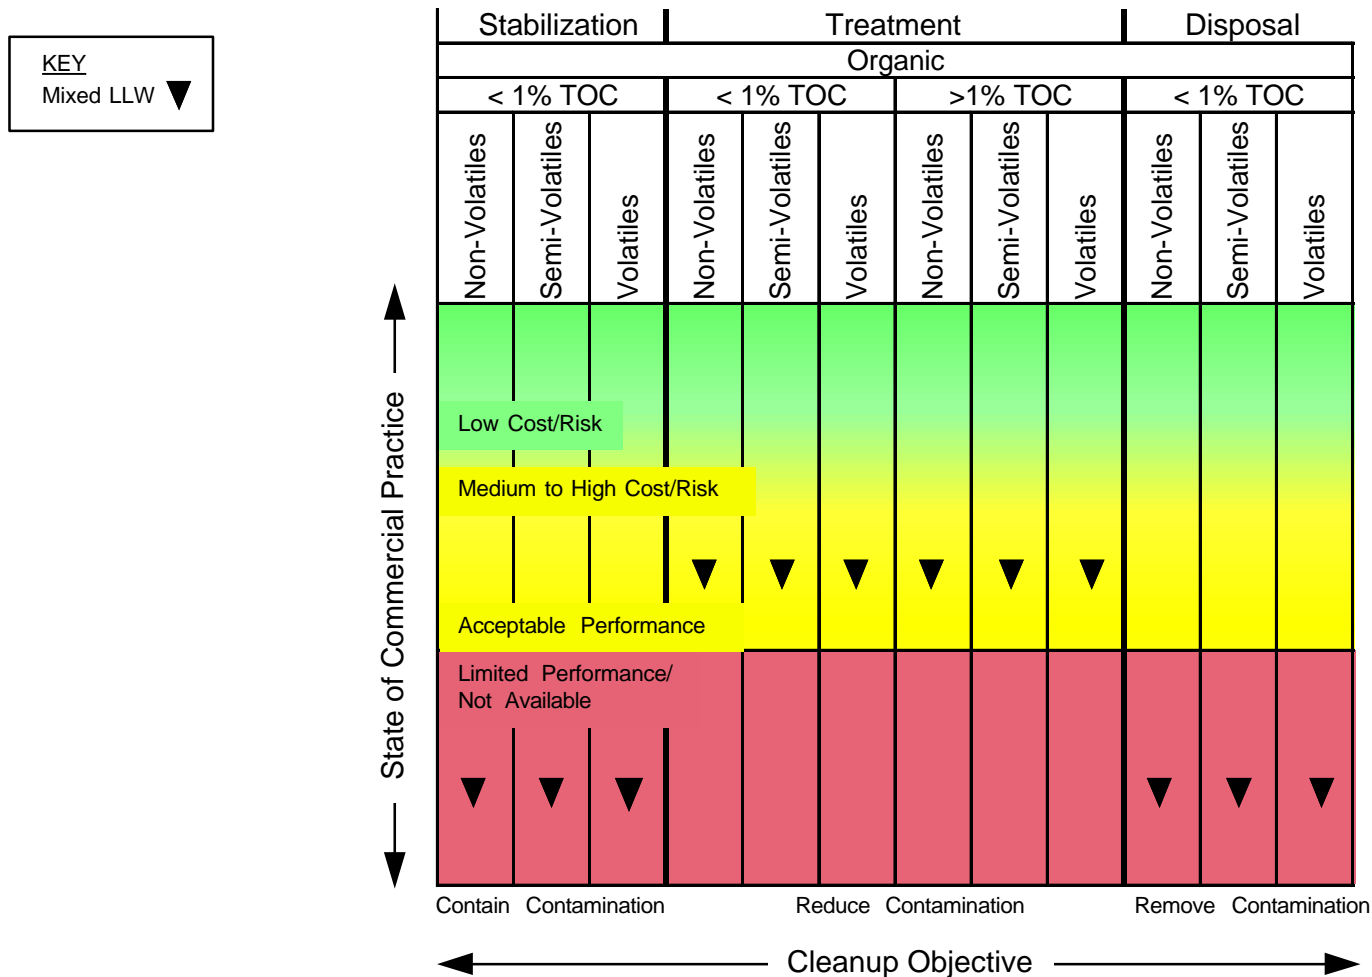 KEY
Mixed LLW
Stabilization Treatment Disposal
Organic
< 1% TOC < 1% TOC >1% TOC < 1% TOC
Non-Volatiles
Semi-Volatiles
Volatiles
Non-Volatiles
Semi-Volatiles
Volatiles
Non-Volatiles
Semi-Volatiles
Volatiles
Non-Volatiles
Semi-Volatiles
Volatiles
State of Commercial Practice
Low Cost/Risk
Medium to High Cost/Risk
Acceptable Performance
Limited Performance/
Not Available
Contain Contamination Reduce Contamination Remove Contamination
Cleanup Objective